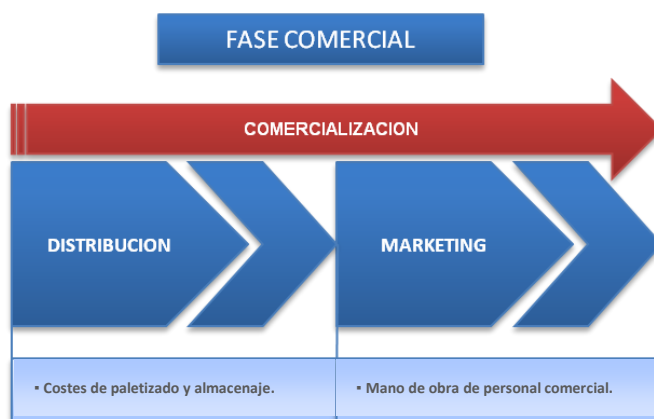 FASE COMERCIAL
COMERCIALIZACION
DISTRIBUCION
MARKETING
▪ Costes de paletizado y almacenaje.
▪ Mano de obra de personal comercial.